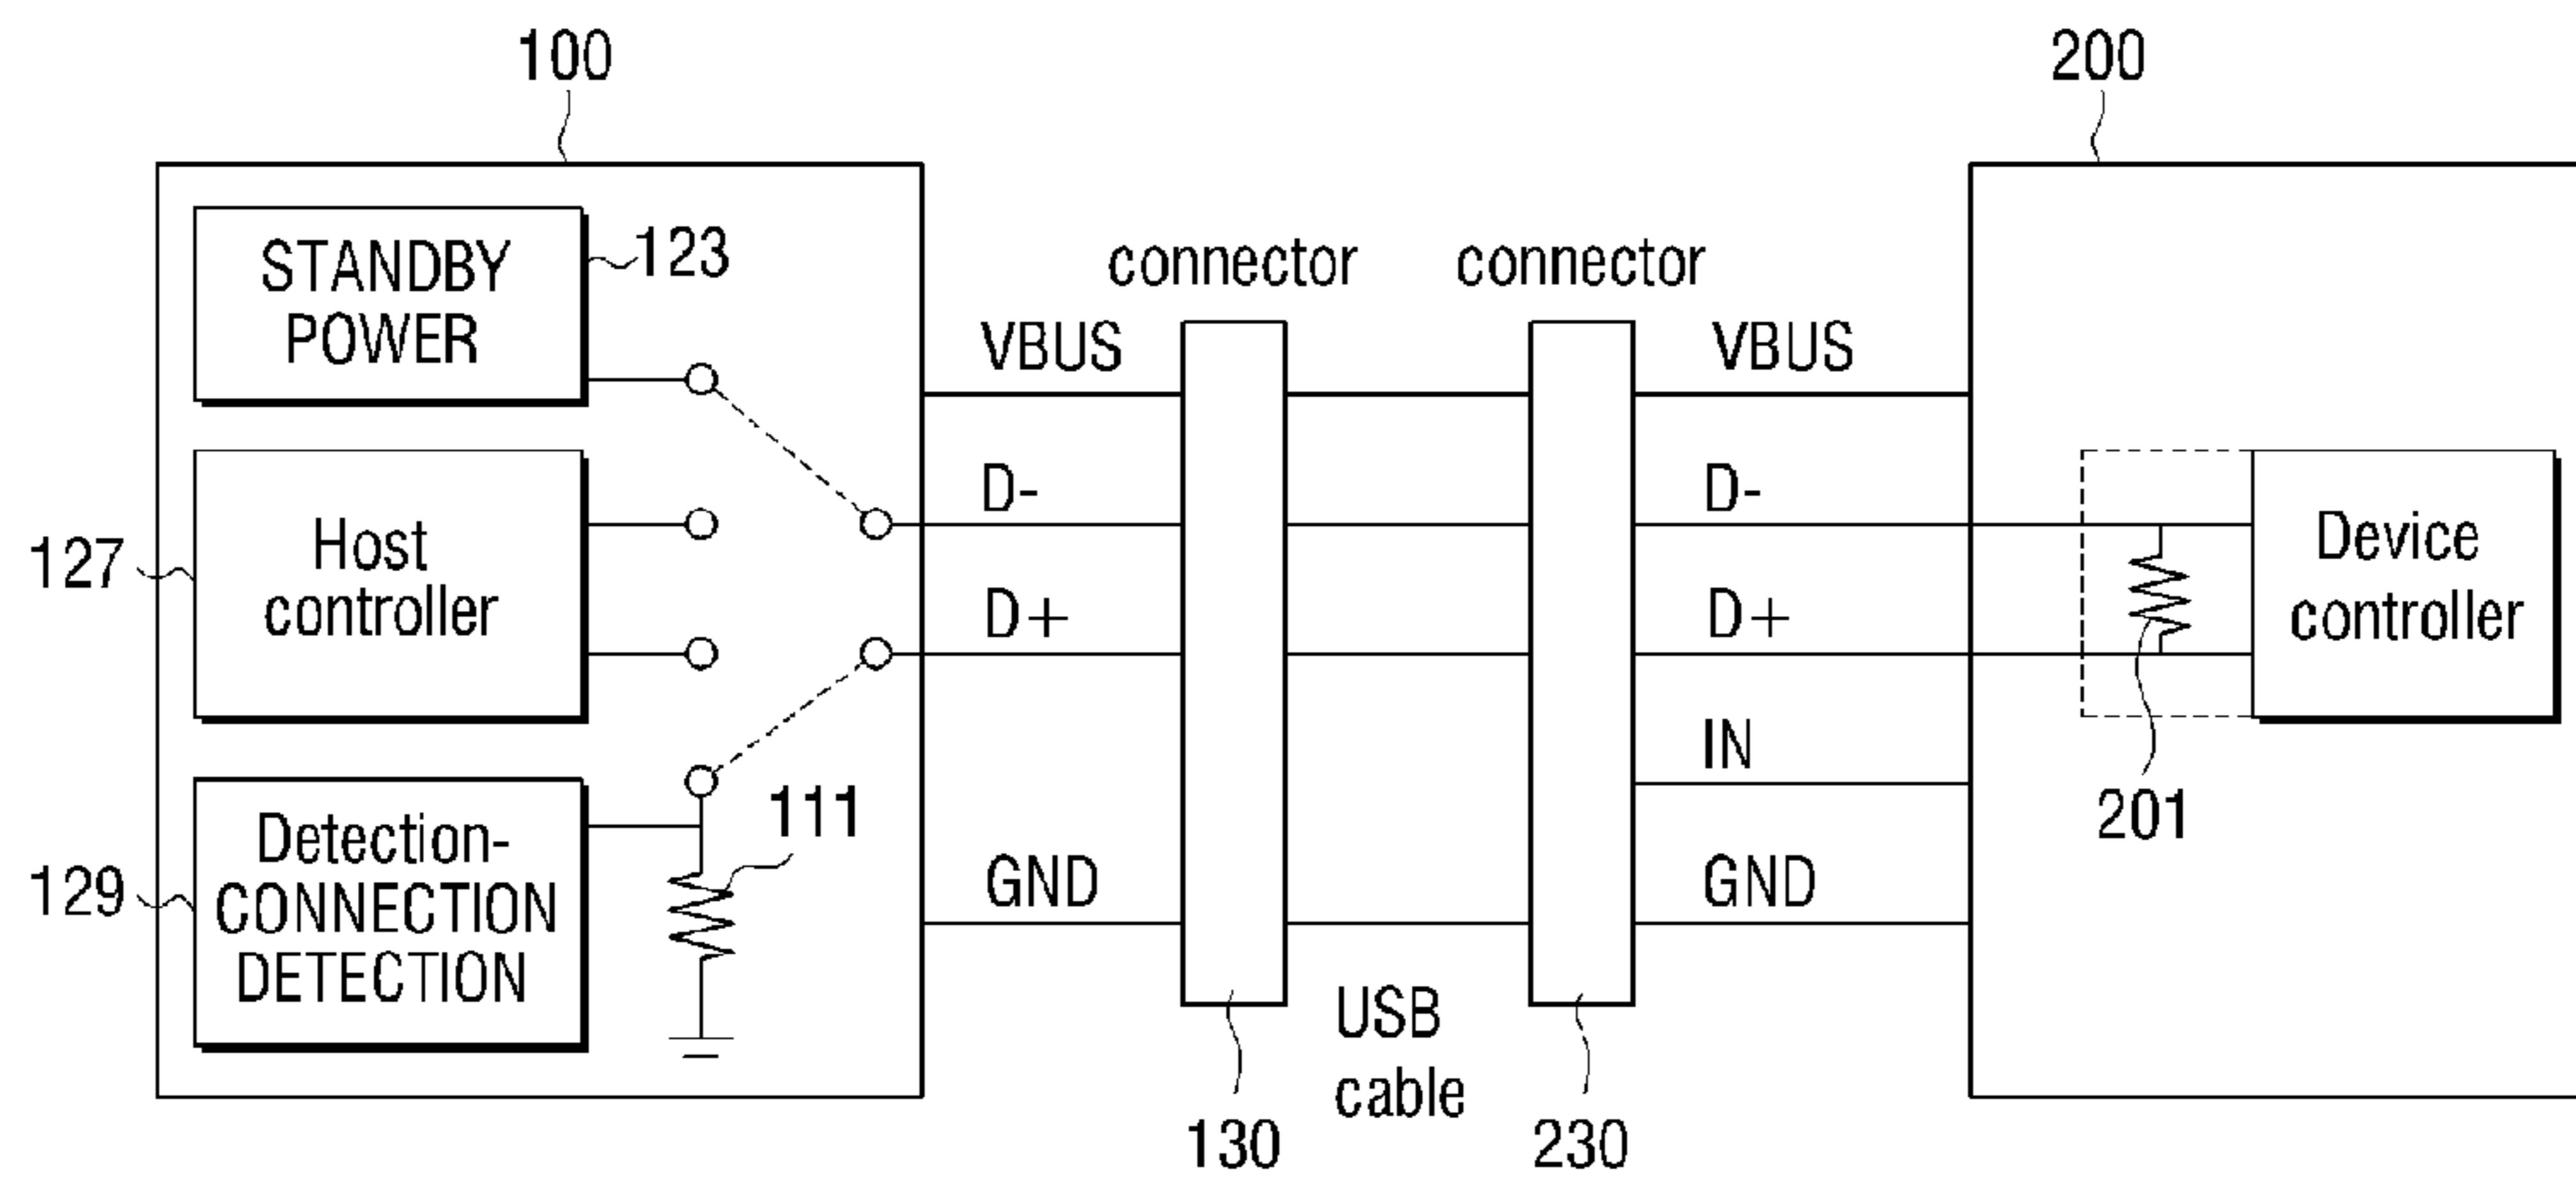 100
200
STANDBY
POWER
123
connector
connector
VBUS
VBUS
D-
D-
127
Host
controller
Device
controller
D+
D+
IN
201
129
Detection-
CONNECTION
DETECTION
111
GND
GND
USB
cable
130
230